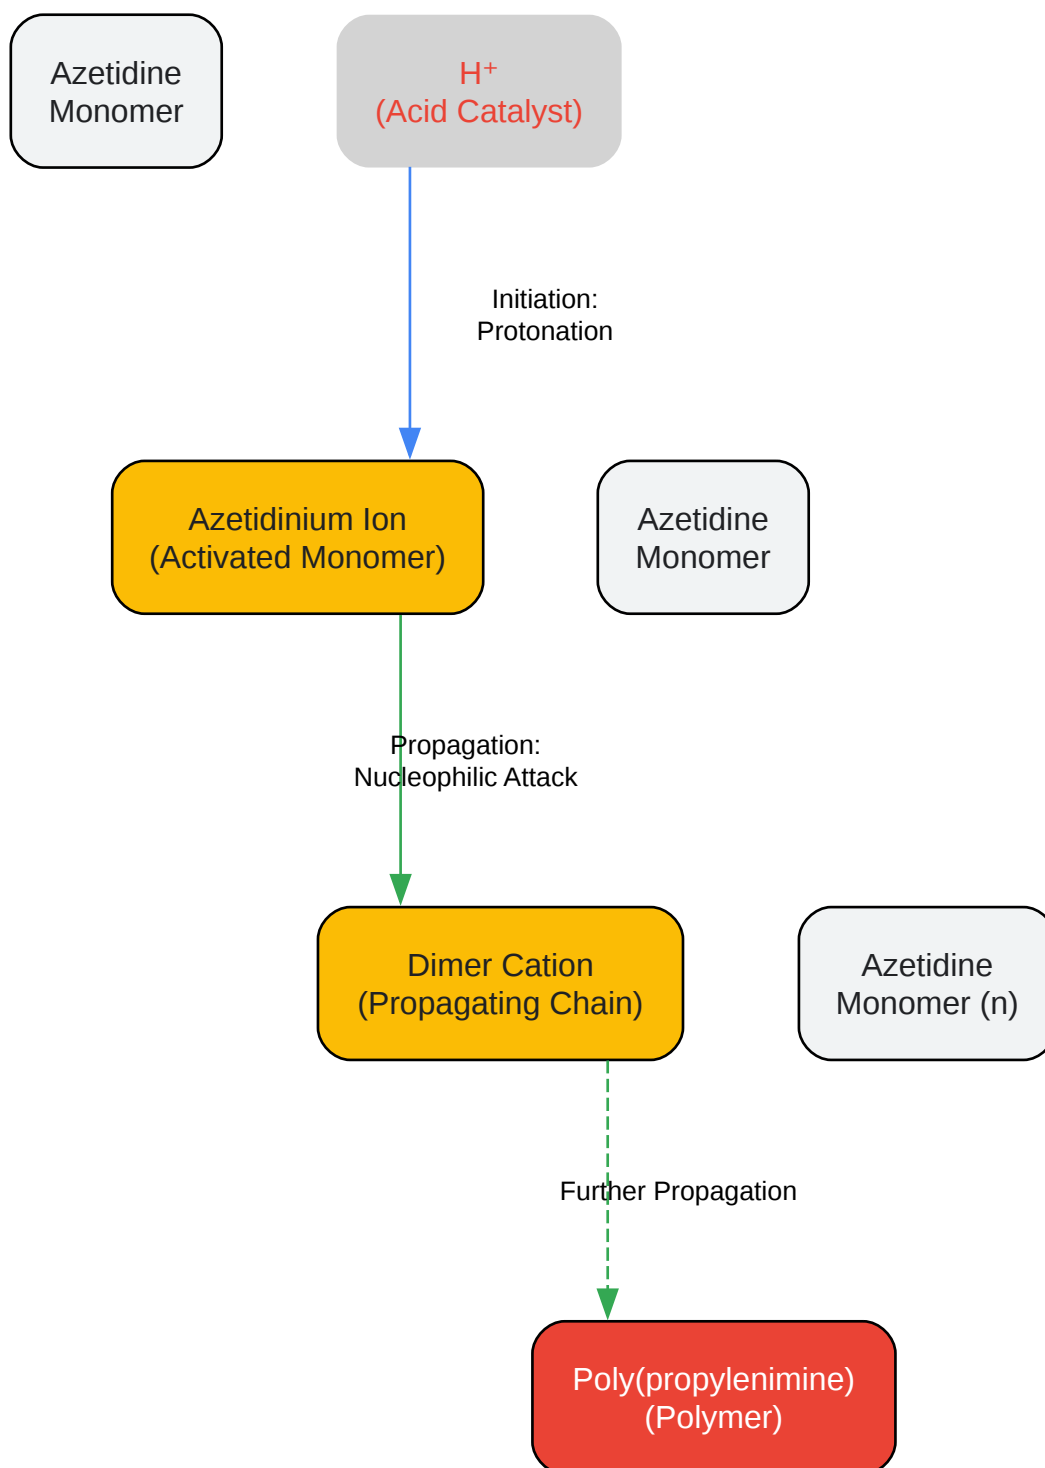 Azetidine
Monomer
H⁺
(Acid Catalyst)
Initiation:
Protonation
Azetidinium Ion
(Activated Monomer)
Azetidine
Monomer
Propagation:
Nucleophilic Attack
Dimer Cation
(Propagating Chain)
Azetidine
Monomer (n)
Further Propagation
Poly(propylenimine)
(Polymer)